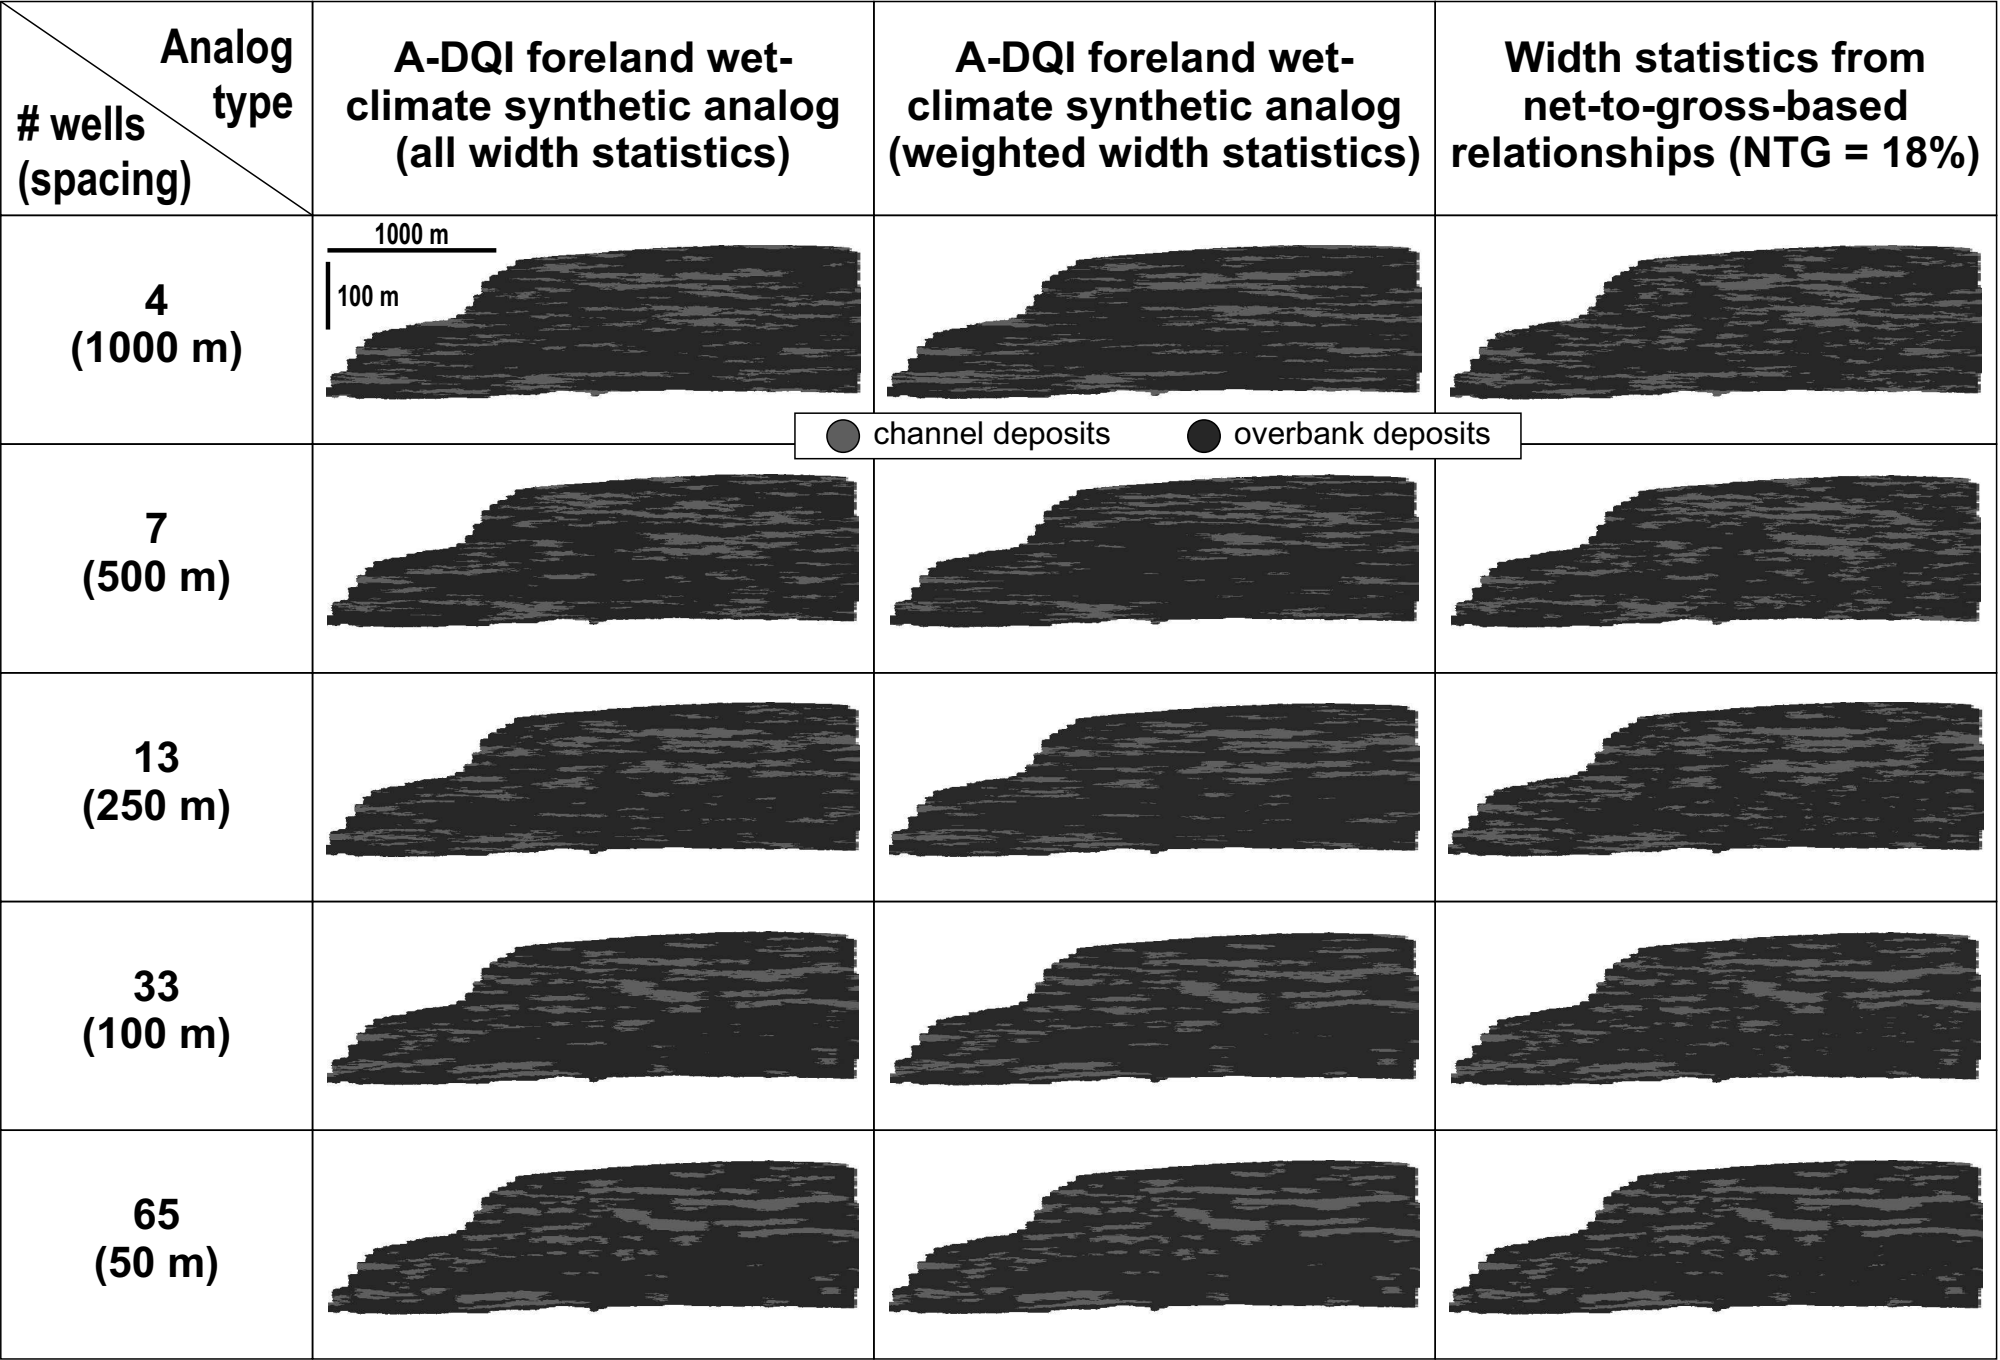 Analog
type
# wells
(spacing)
A-DQI foreland wet-
climate synthetic analog
(all width statistics)
A-DQI foreland wet-
climate synthetic analog
(weighted width statistics)
Width statistics from
net-to-gross-based
relationships (NTG = 18%)
4
(1000 m)
1000 m
100 m
channel deposits
overbank deposits
7
(500 m)
13
(250 m)
33
(100 m)
65
(50 m)